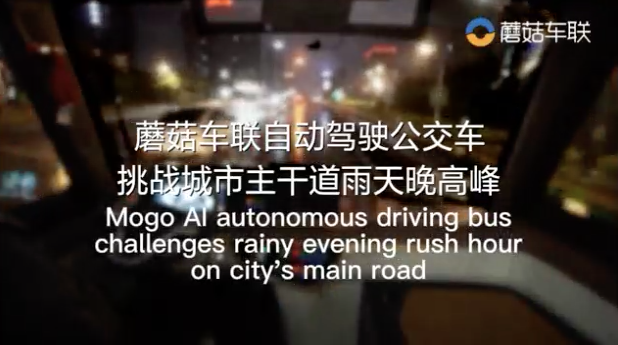 蘑菇车联
蘑菇车联自动驾驶公交车
挑战城市主干道雨天晚高峰
Mogo AI autonomous driving bus
challenges rainy evening rush hour
on city's main road